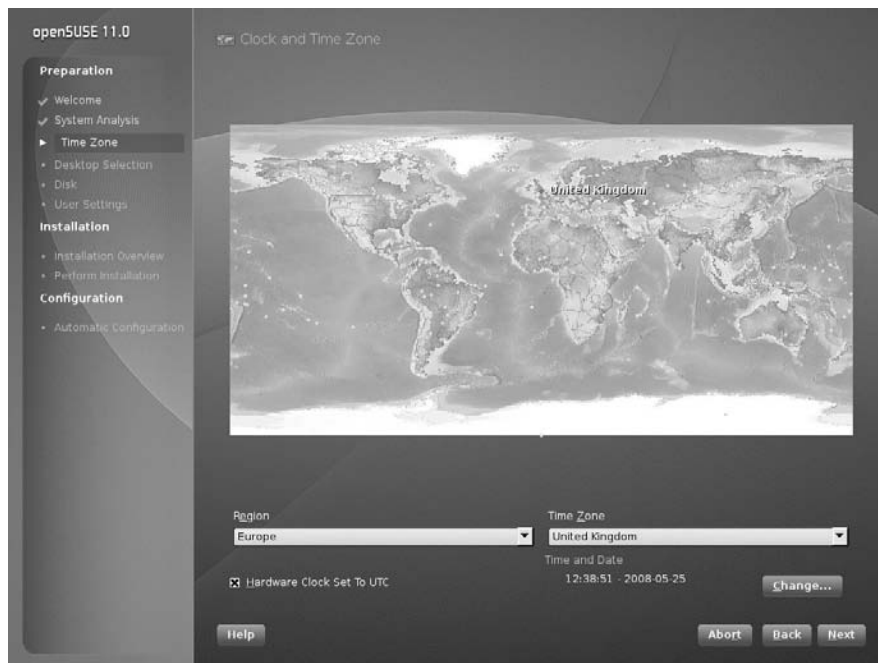 openSUSE 11.0
Preparation
Welcome
System Analysis
Time Zone
Desktop Selection
Disk
User Settings
Installation
Installation Overview
Perform Installation
Configuration
Automatic Configuration
Clock and Time Zone
United Kingdom
Region
Europe
Time Zone
United Kingdom
Hardware Clock Set To UTC
Time and Date
12:38:51 - 2008-05-25
Change...
Help
Abort
Back
Next